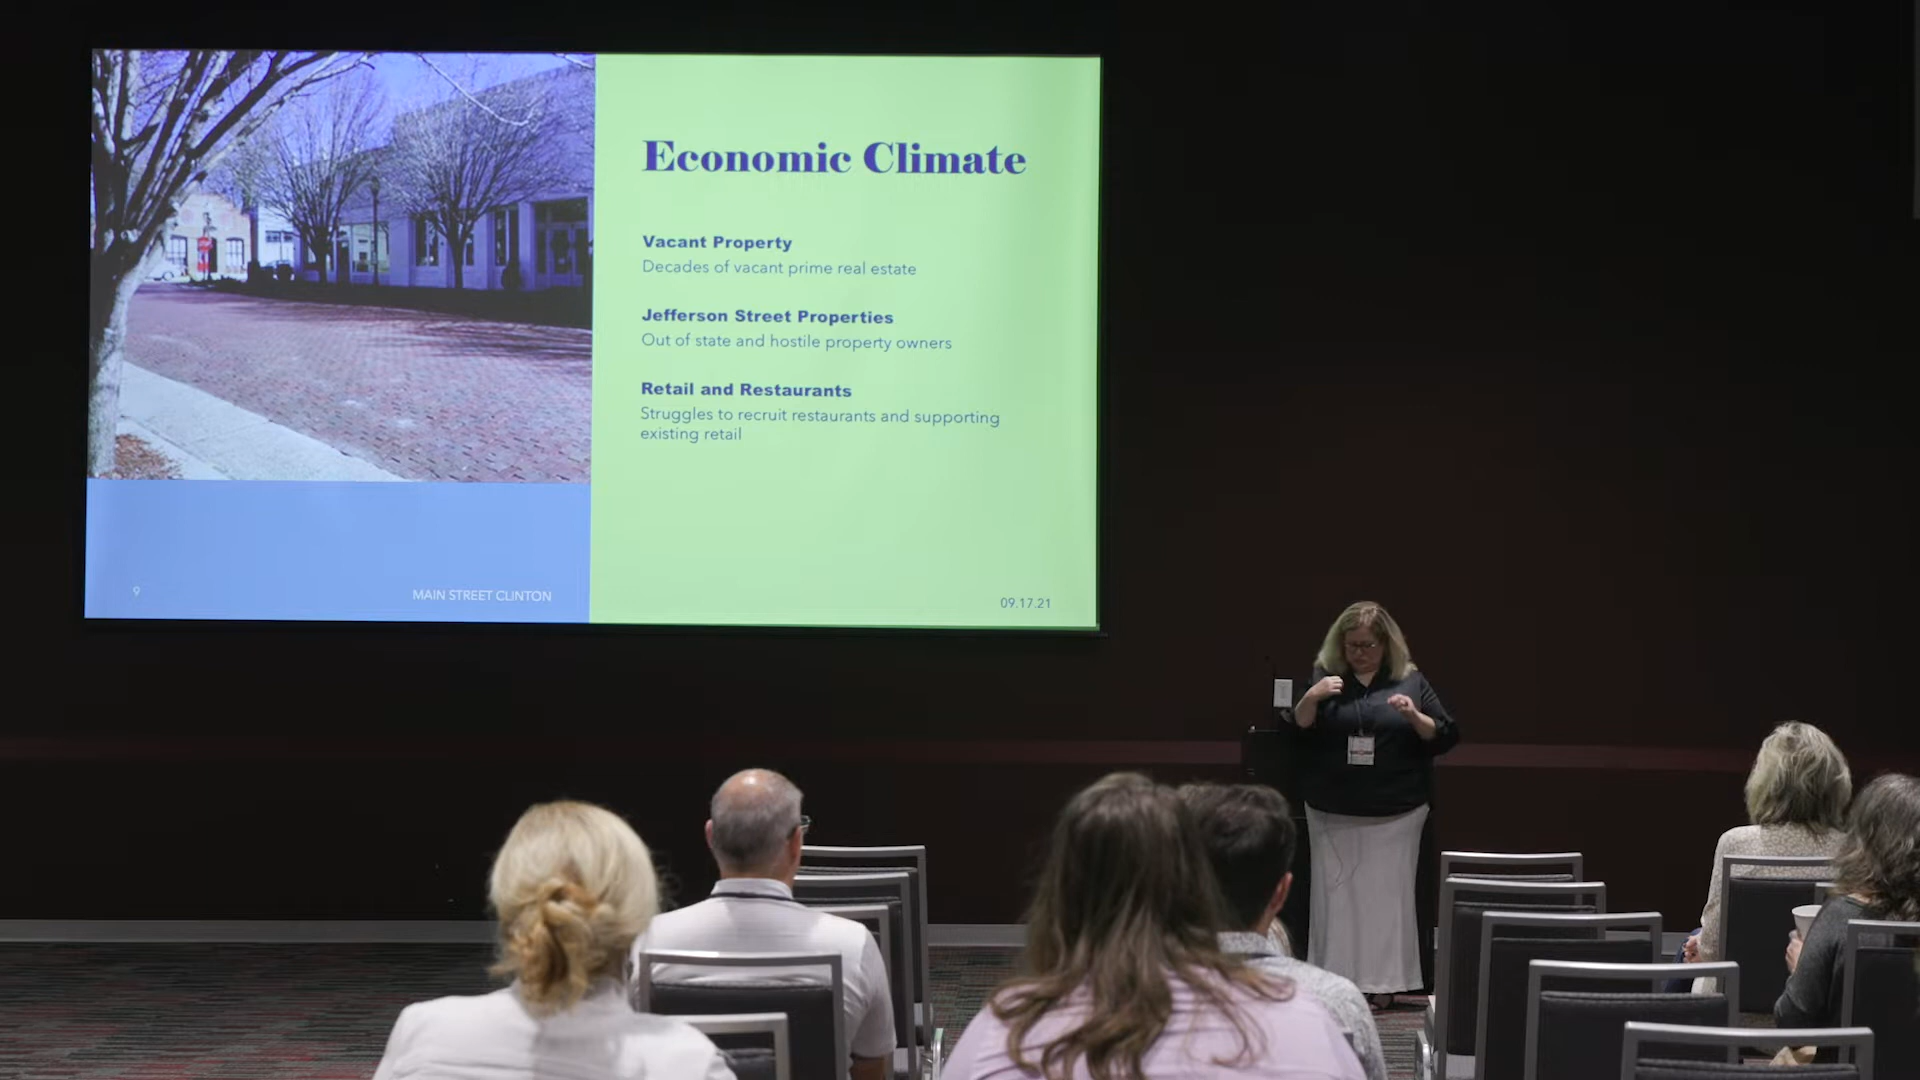 Economic Climate
Vacant Property
Decades of vacant prime real estate
Jefferson Street Properties
Out of state and hostile property owners
Retail and Restaurants
Struggles to recruit restaurants and supporting
existing retail
9
MAIN STREET CLINTON
09.17.21